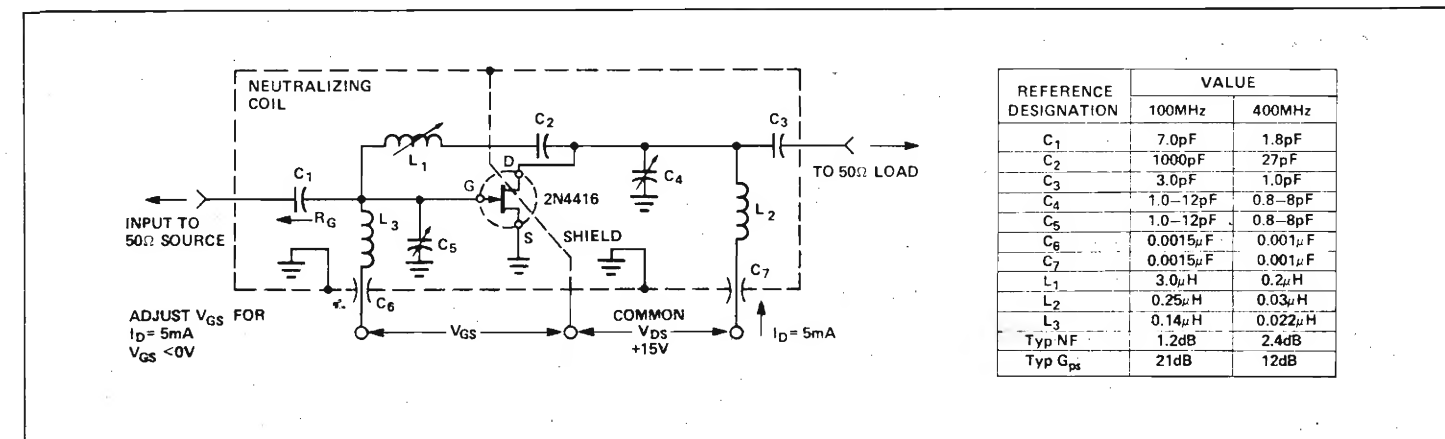 NEUTRALIZING
COIL
C1
L1
C2
C3
D
G
2N4416
S
C4
TO 50Ω LOAD
RG
INPUT TO
50Ω SOURCE
L3
C5
SHIELD
L2
C6
C7
ADJUST VGS FOR
ID = 5mA
VGS <0V
VGS
COMMON
VDS
+15V
ID = 5mA
REFERENCE DESIGNATION VALUE
100MHz 400MHz
C1 7.0pF 1.8pF
C2 1000pF 27pF
C3 3.0pF 1.0pF
C4 1.0–12pF 0.8–8pF
C5 1.0–12pF 0.8–8pF
C6 0.0015μF 0.001μF
C7 0.0015μF 0.001μF
L1 3.0μH 0.2μH
L2 0.25μH 0.03μH
L3 0.14μH 0.022μH
Typ NF 1.2dB 2.4dB
Typ Gps 21dB 12dB